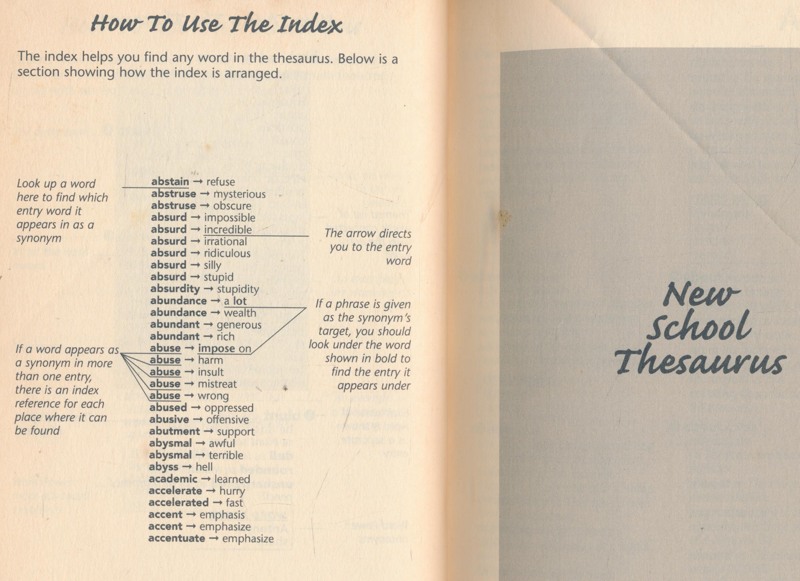 How To Use The Index
The index helps you find any word in the thesaurus. Below is a
section showing how the index is arranged.
Look up a word
here to find which
entry word it
appears in as a
synonym
If a word appears as
a synonym in more
than one entry,
there is an index
reference for each
place where it can
be found
abstain → refuse
abstruse → mysterious
abstruse → obscure
absurd → impossible
absurd → incredible
absurd → irrational
absurd → ridiculous
absurd → silly
absurd → stupid
absurdity → stupidity
abundance → a lot
abundance → wealth
abundant → generous
abundant → rich
abuse → impose on
abuse → harm
abuse → insult
abuse → mistreat
abuse → wrong
abused → oppressed
abusive → offensive
abutment → support
abysmal → awful
abysmal → terrible
abyss → hell
academic → learned
accelerate → hurry
accelerated → fast
accent → emphasis
accent → emphasize
accentuate → emphasize
The arrow directs
you to the entry
word
If a phrase is given
as the synonym's
target, you should
look under the word
shown in bold to
find the entry it
appears under
New
School
Thesaurus